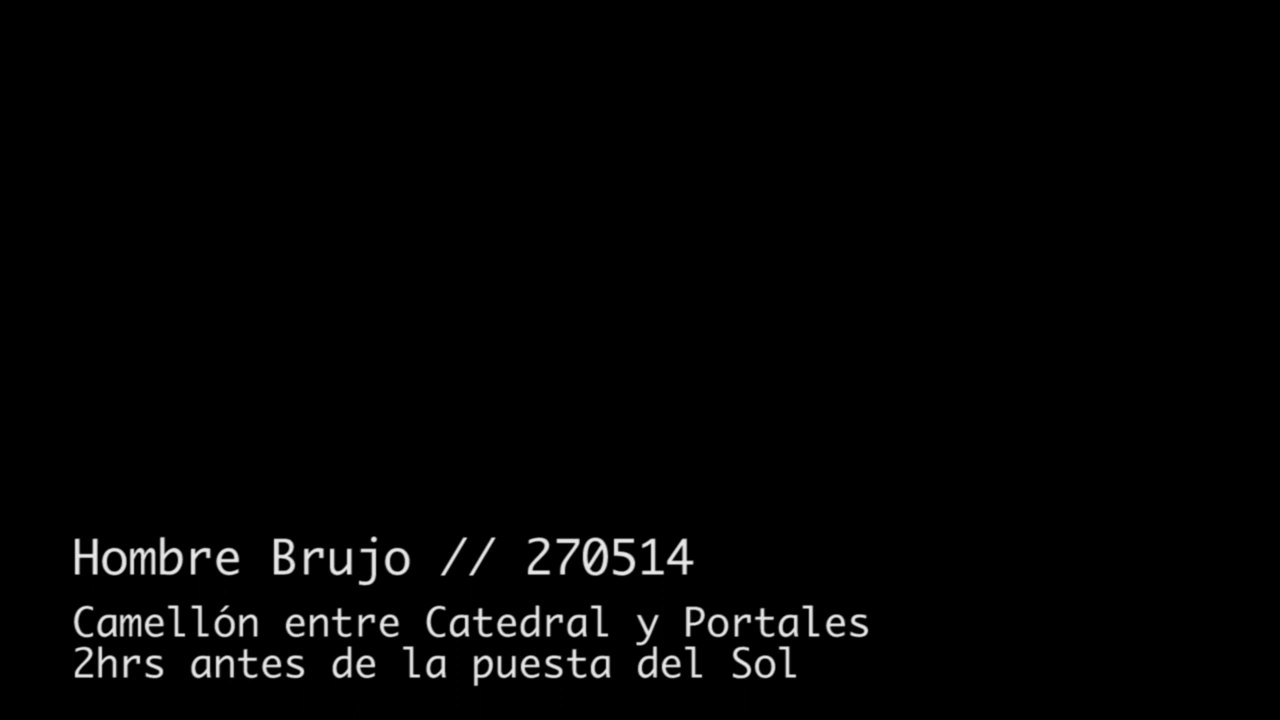 Hombre Brujo // 270514
Camellón entre Catedral y Portales
2hrs antes de la puesta del Sol